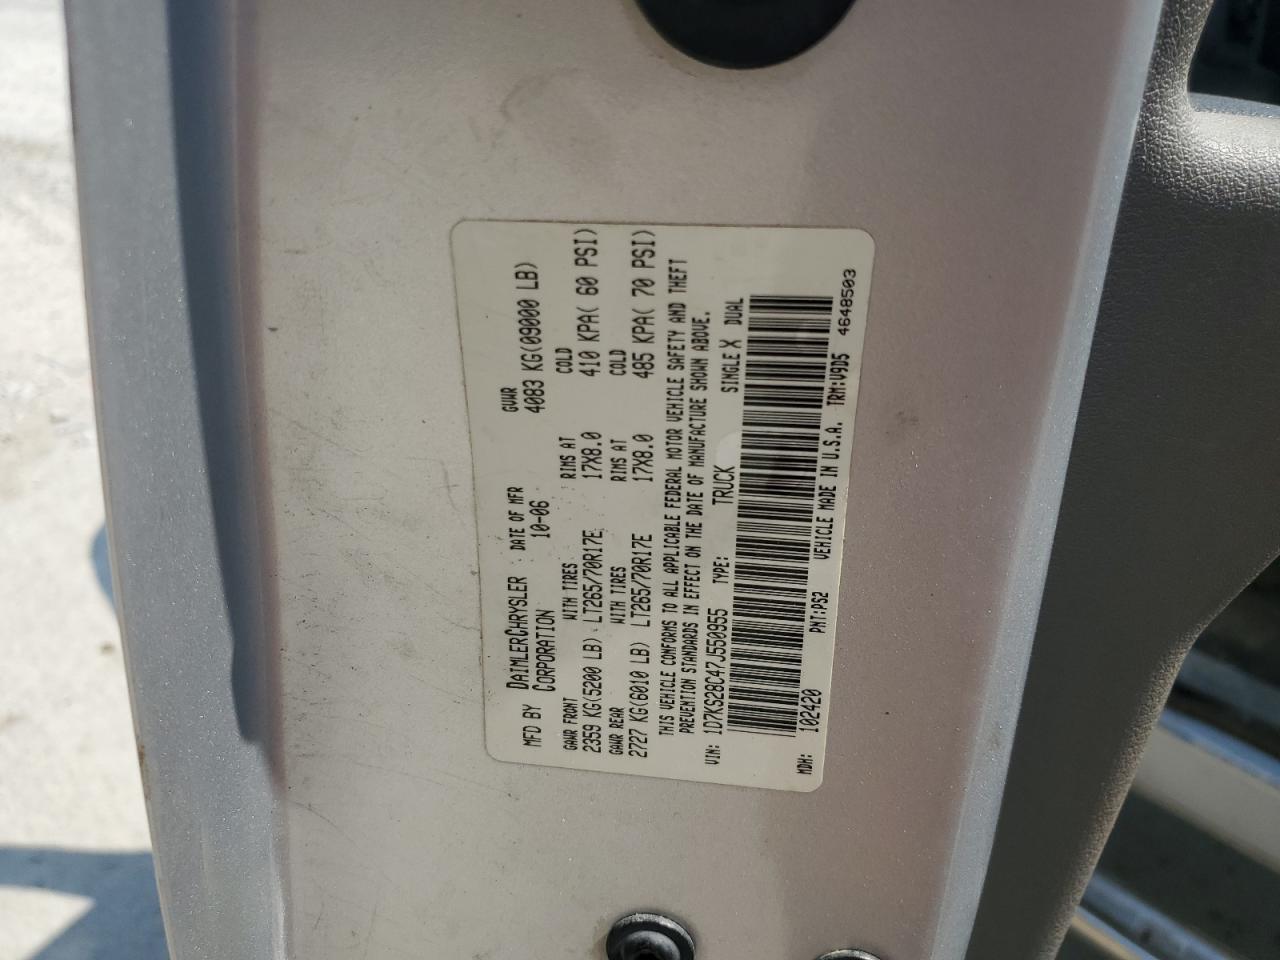 MFD BY DAIMLERCHRYSLER CORPORATION
DATE OF MFR 10-06
GVWR 4083 KG(09000 LB)
GAWR FRONT WITH TIRES RIMS AT COLD
2359 KG(5200 LB) LT265/70R17E 17X8.0 410 KPA( 60 PSI)
GAWR REAR WITH TIRES RIMS AT COLD
2727 KG(6010 LB) LT265/70R17E 17X8.0 485 KPA( 70 PSI)
THIS VEHICLE CONFORMS TO ALL APPLICABLE FEDERAL MOTOR VEHICLE SAFETY AND THEFT
PREVENTION STANDARDS IN EFFECT ON THE DATE OF MANUFACTURE SHOWN ABOVE.
VIN: 1D7KS28C47J550955 TYPE: TRUCK SINGLE X DUAL
MDH: 102420 PNT:PS2 VEHICLE MADE IN U.S.A. TRM:V9D5 4648503